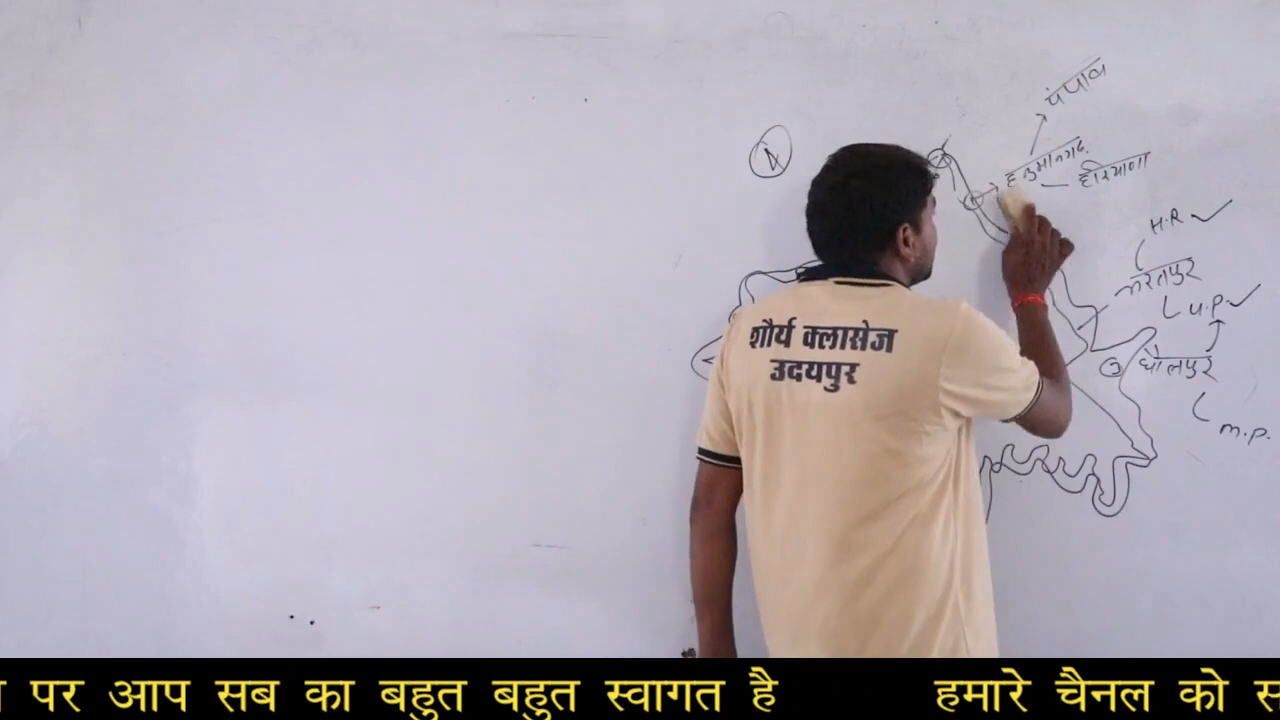 पंजाब
हनुमानगढ़
हरियाणा
H.R ✓
भरतपुर
U.P ✓
धौलपुर
m.p.
शौर्य क्लासेज
उदयपुर
पर आप सब का बहुत बहुत स्वागत है हमारे चैनल को